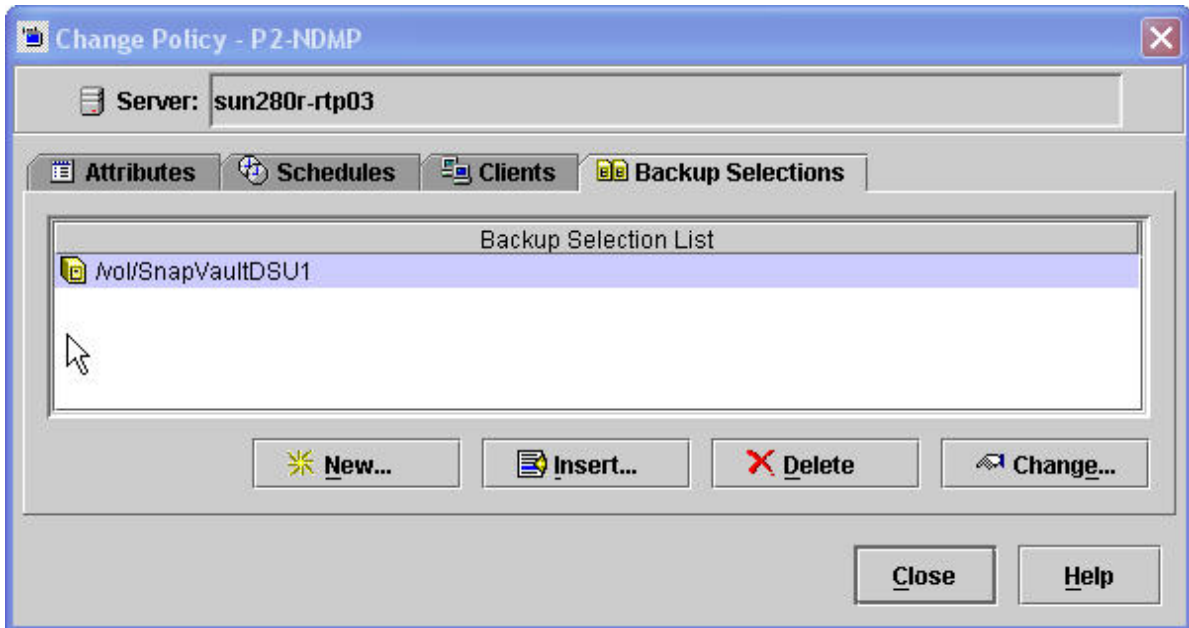 Change Policy - P2-NDMP
Server: sun280r-rtp03
Attributes Schedules Clients Backup Selections
Backup Selection List
/vol/SnapVaultDSU1
New... Insert... Delete Change...
Close Help